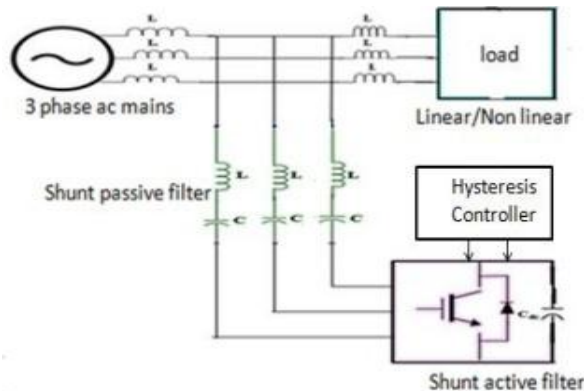 L
L
L
L
L
L
load
3 phase ac mains
Linear/Non linear
Shunt passive filter
L
L
L
C
C
C
Hysteresis
Controller
Shunt active filter